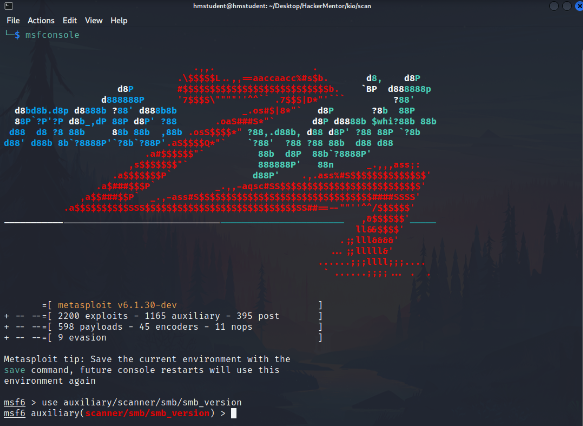 hmstudent@hmstudent: ~/Desktop/HackerMentor/kio/scan
File Actions Edit View Help
└─$ msfconsole
=[ metasploit v6.1.30-dev ]
+ -- --=[ 2200 exploits - 1165 auxiliary - 395 post ]
+ -- --=[ 598 payloads - 45 encoders - 11 nops ]
+ -- --=[ 9 evasion ]
Metasploit tip: Save the current environment with the
save command, future console restarts will use this
environment again
msf6 > use auxiliary/scanner/smb/smb_version
msf6 auxiliary(scanner/smb/smb_version) >